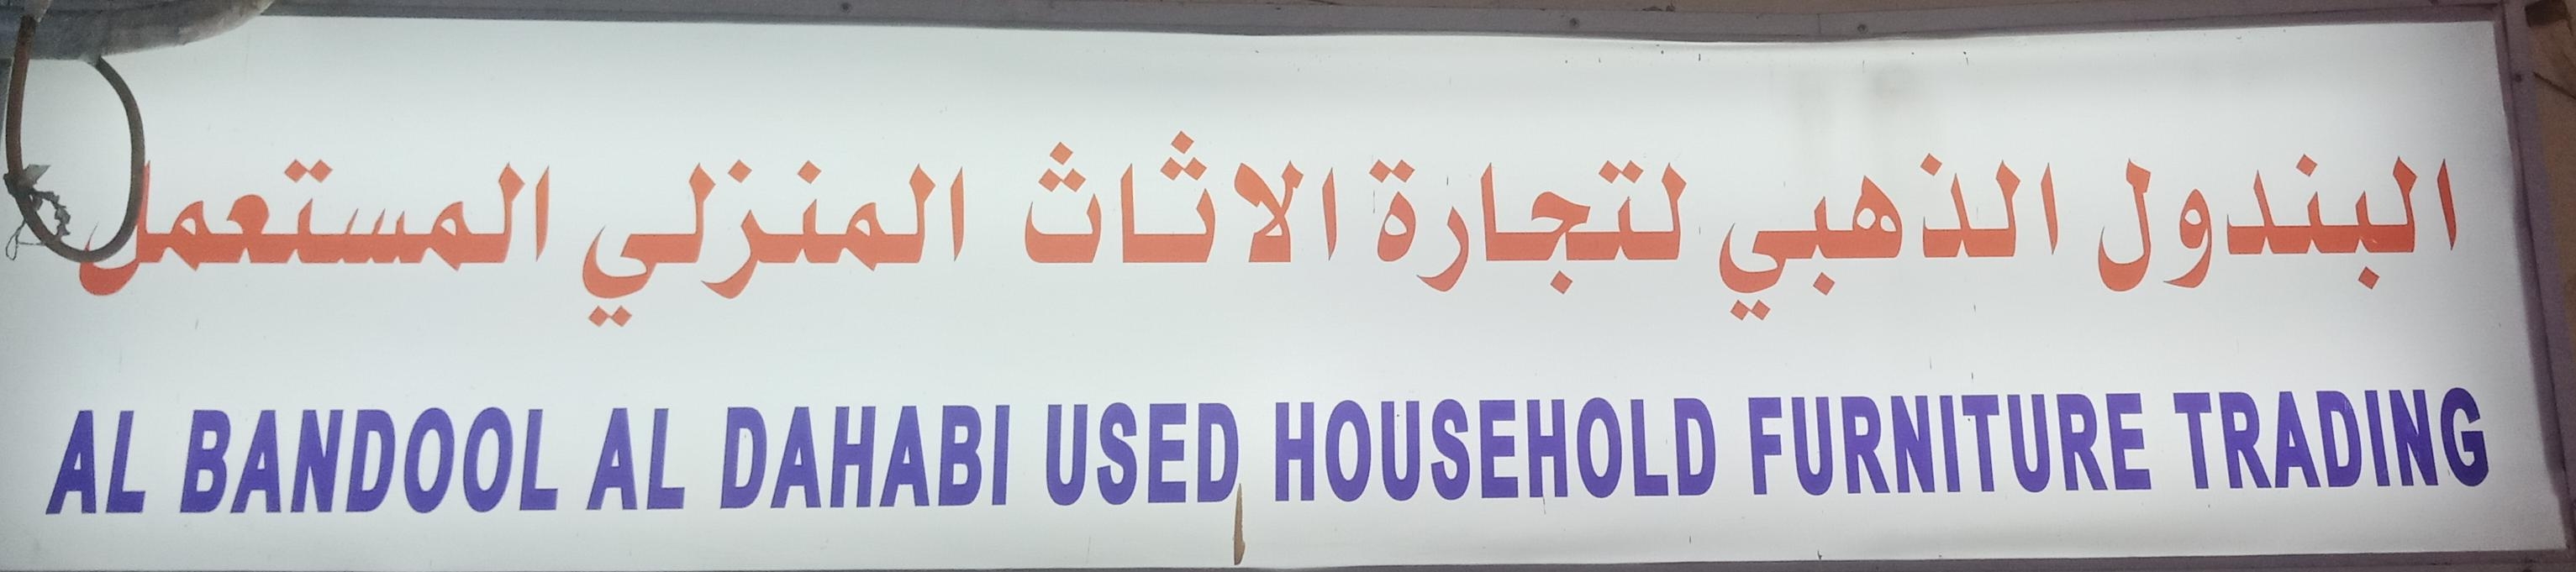 البندول الذهبي لتجارة الاثاث المنزلي المستعمل
AL BANDOOL AL DAHABI USED HOUSEHOLD FURNITURE TRADING